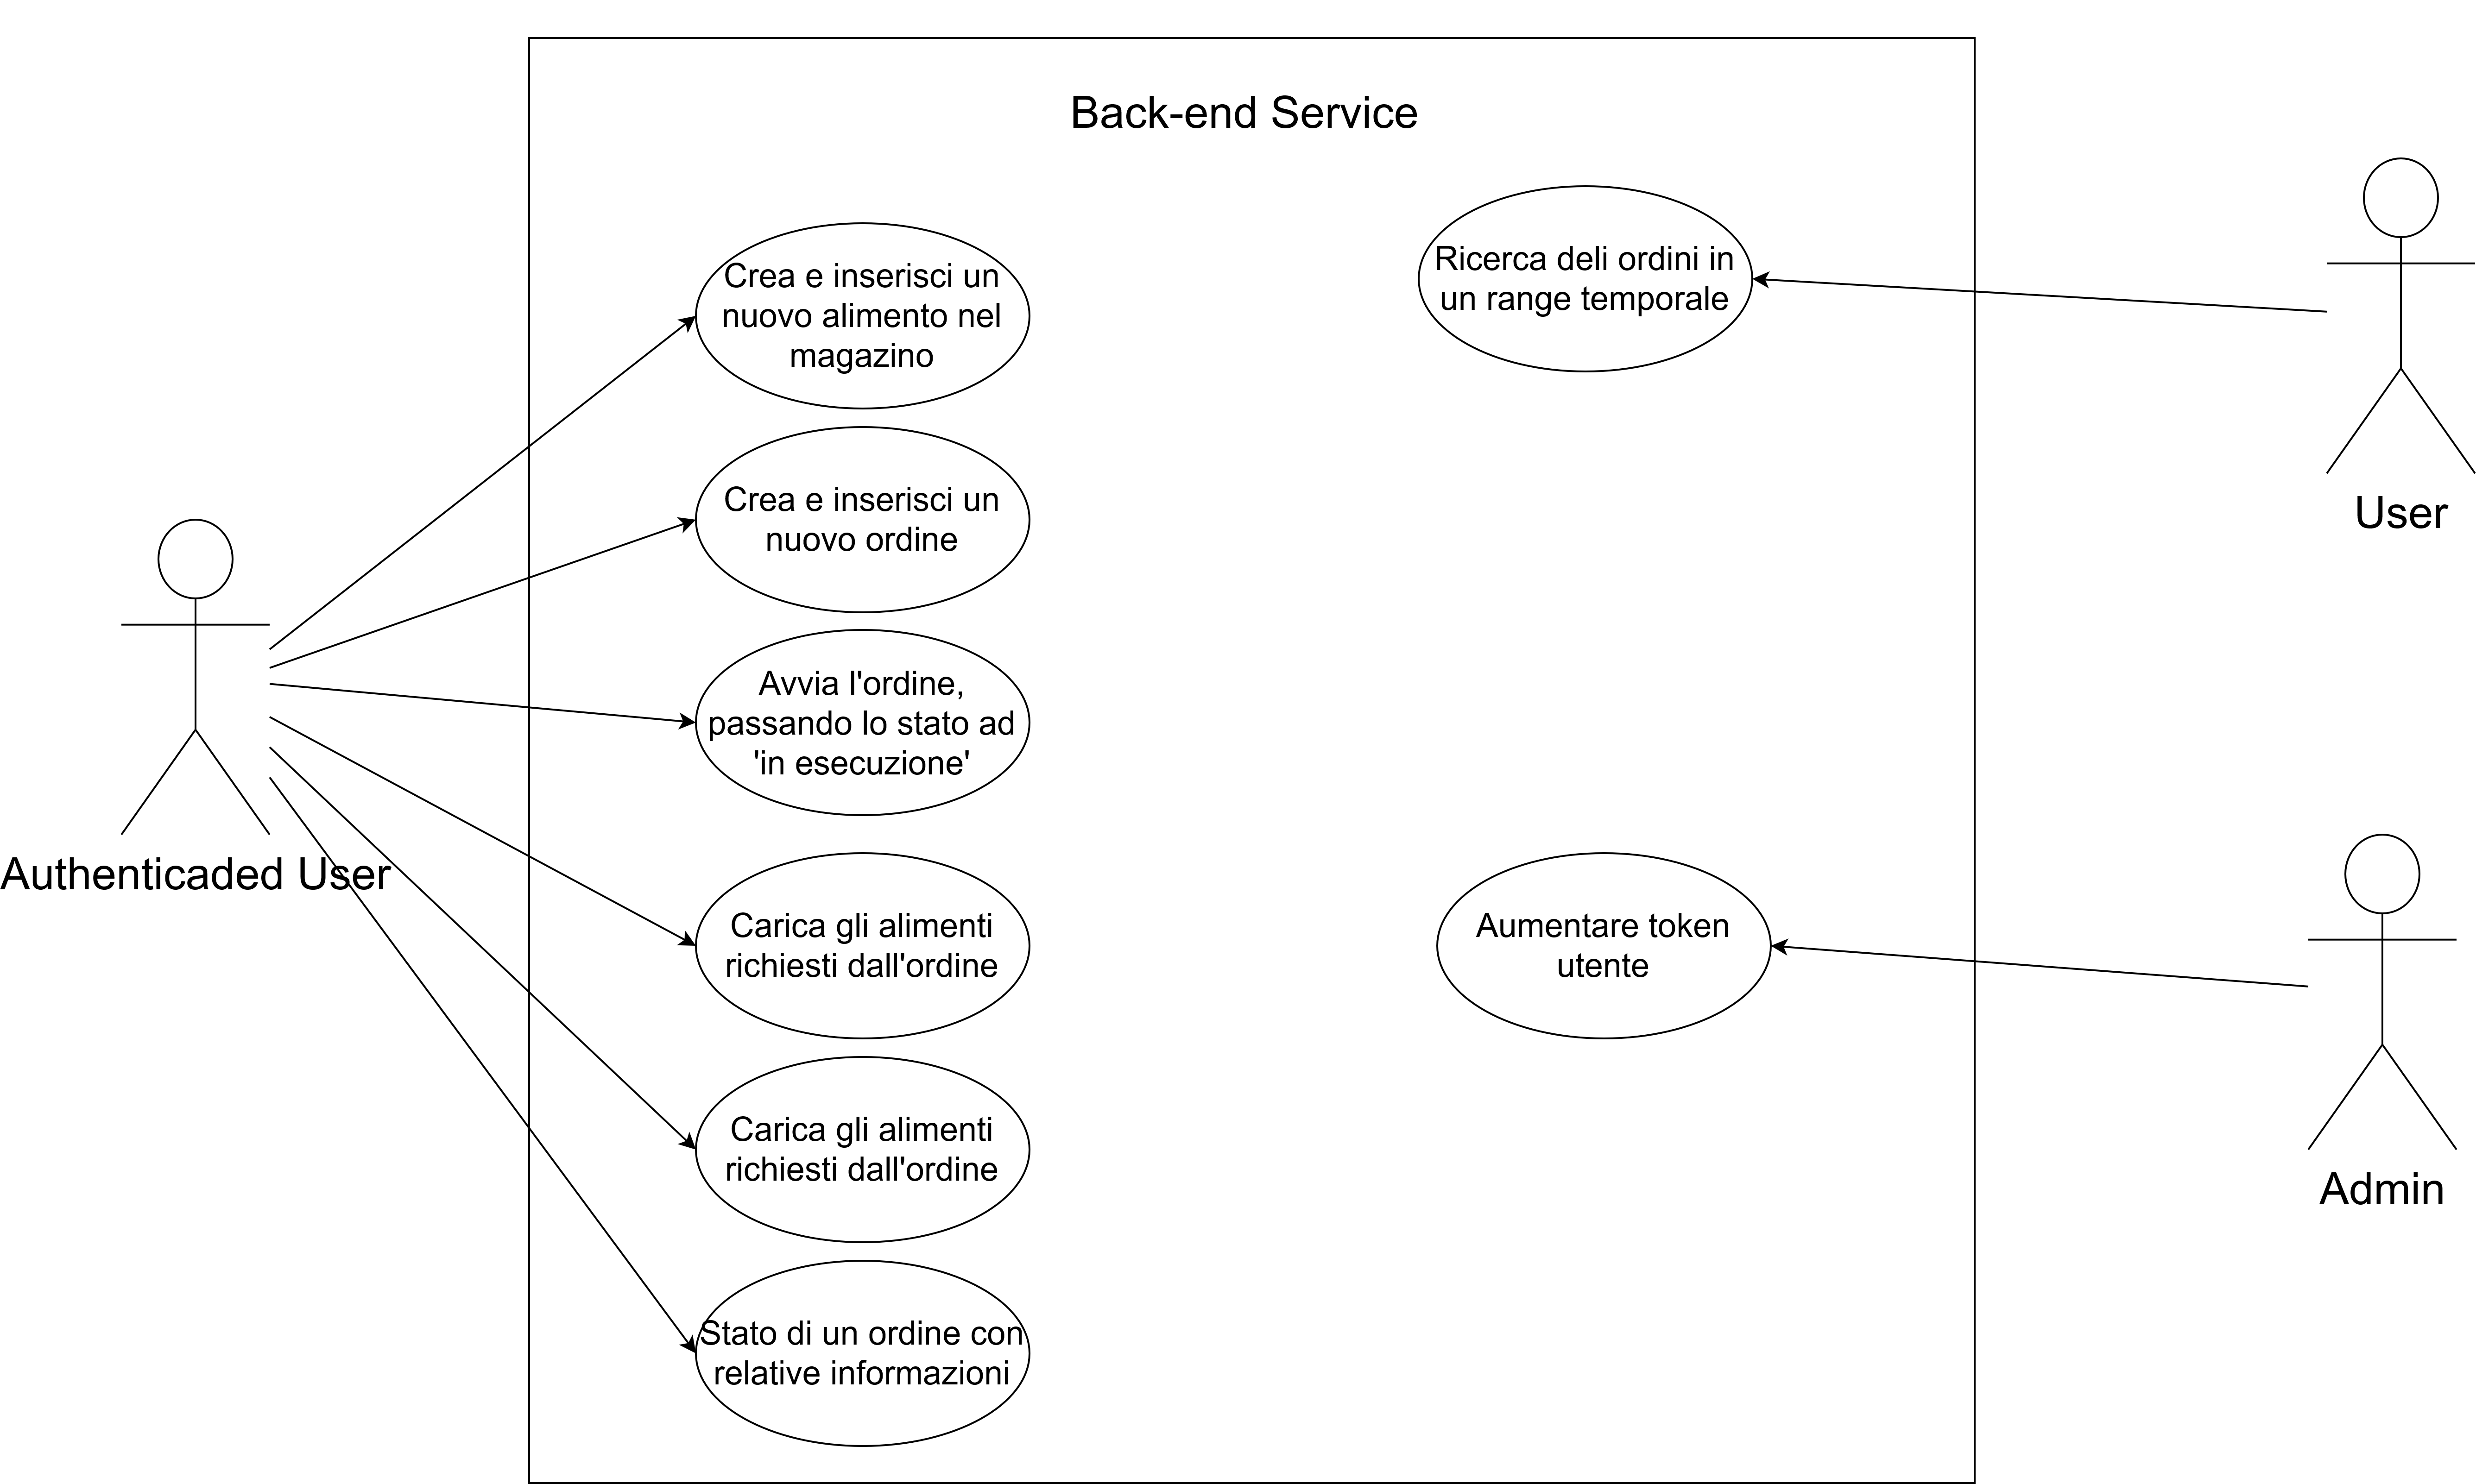 Back-end Service
Crea e inserisci un
nuovo alimento nel
magazino
Ricerca deli ordini in
un range temporale
User
Crea e inserisci un
nuovo ordine
Avvia l'ordine,
passando lo stato ad
'in esecuzione'
Authenticaded User
Carica gli alimenti
richiesti dall'ordine
Aumentare token
utente
Admin
Carica gli alimenti
richiesti dall'ordine
Stato di un ordine con
relative informazioni